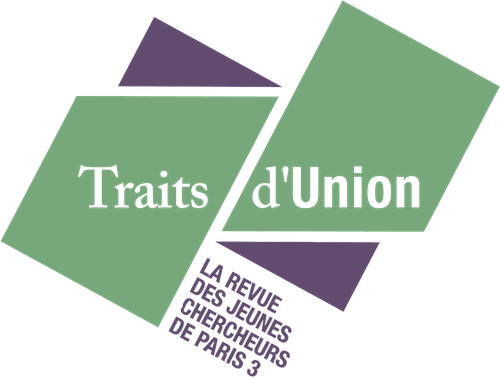 Traits d'Union
LA REVUE
DES JEUNES
CHERCHEURS
DE PARIS 3